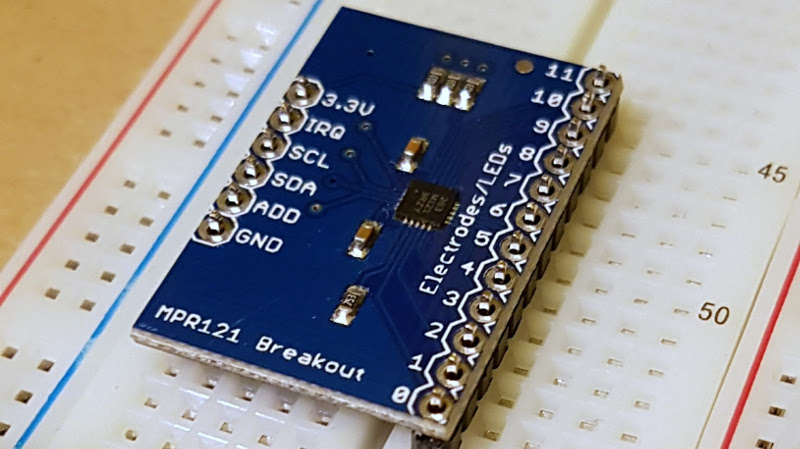 3.3V
IRQ
SCL
SDA
ADD
GND
11
10
9
8
7
6
5
4
3
2
1
0
Electrodes/LEDs
MPR121 Breakout
45
50